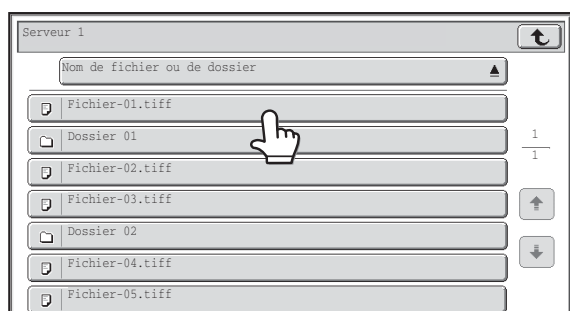 Serveur 1
Nom de fichier ou de dossier
Fichier-01.tiff
Dossier 01
1
1
Fichier-02.tiff
Fichier-03.tiff
Dossier 02
Fichier-04.tiff
Fichier-05.tiff